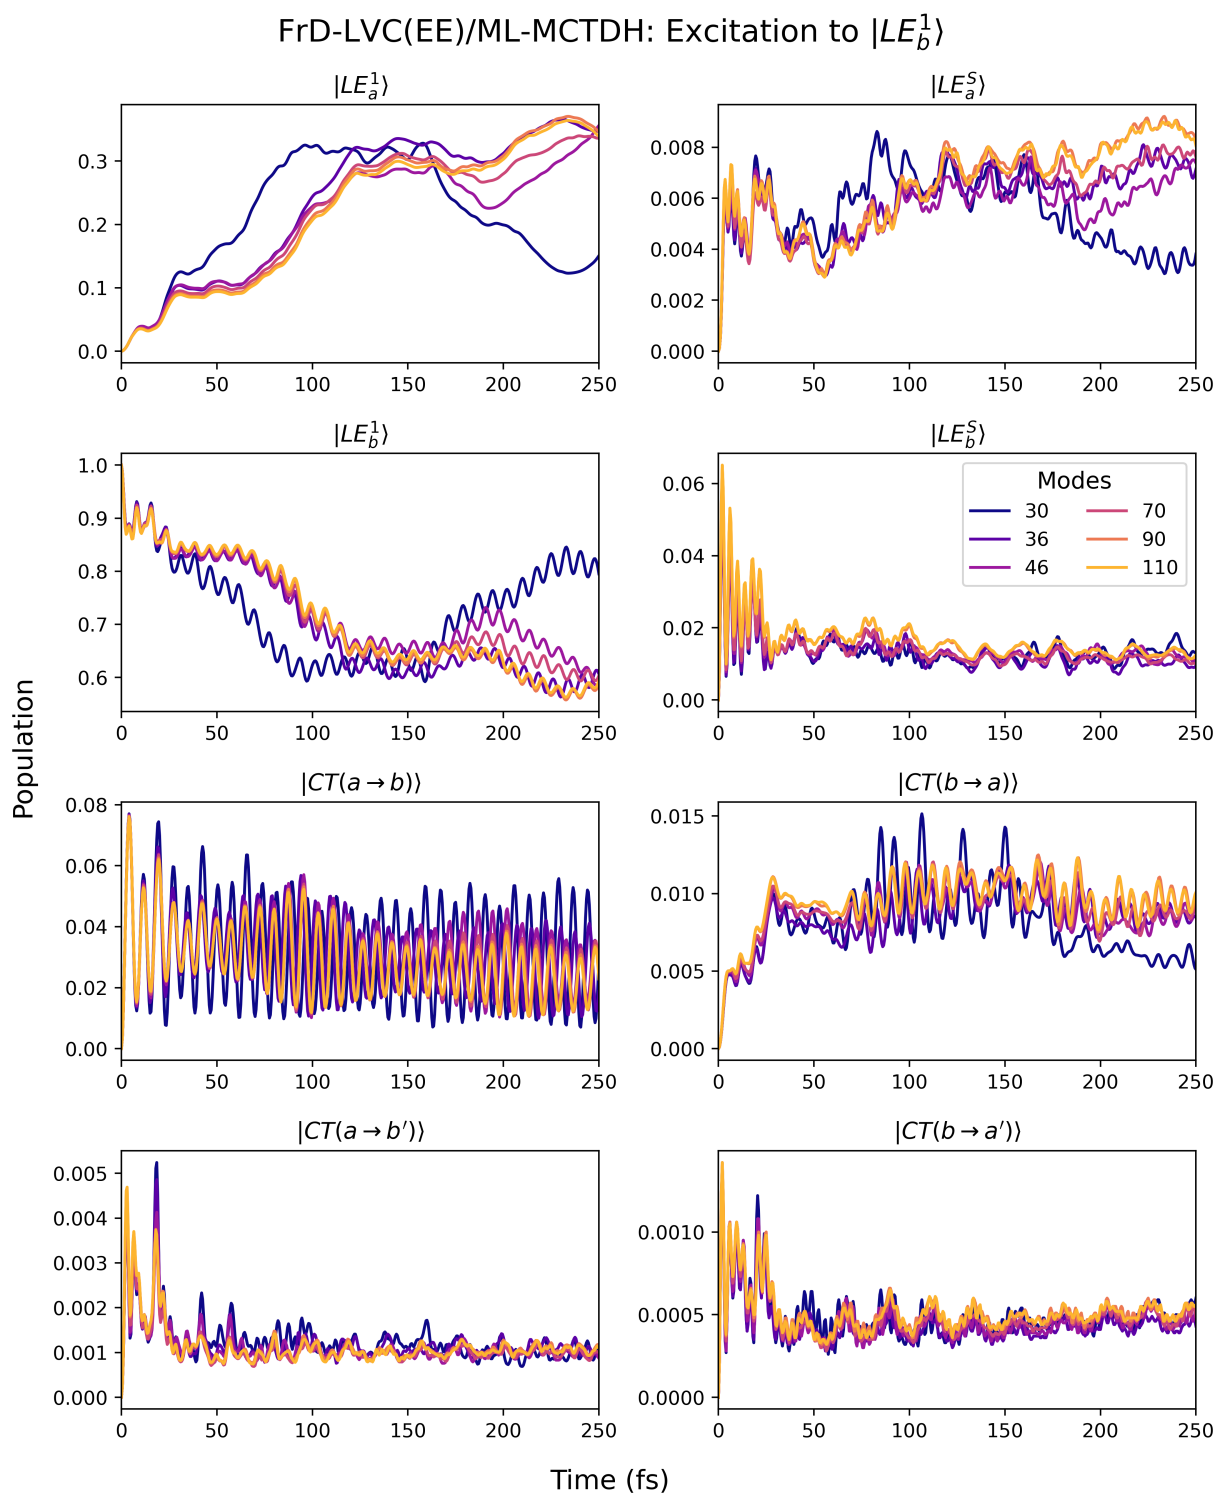 FrD-LVC(EE)/ML-MCTDH: Excitation to |LE_b^1⟩
|LE_a^1⟩
0.3
0.2
0.1
0.0
0 50 100 150 200 250
|LE_a^S⟩
0.008
0.006
0.004
0.002
0.000
0 50 100 150 200 250
|LE_b^1⟩
1.0
0.9
0.8
0.7
0.6
0 50 100 150 200 250
|LE_b^S⟩
0.06
0.04
0.02
0.00
0 50 100 150 200 250
Modes
30 70
36 90
46 110
Population
|CT(a→b)⟩
0.08
0.06
0.04
0.02
0.00
0 50 100 150 200 250
|CT(b→a)⟩
0.015
0.010
0.005
0.000
0 50 100 150 200 250
|CT(a→b′)⟩
0.005
0.004
0.003
0.002
0.001
0.000
0 50 100 150 200 250
|CT(b→a′)⟩
0.0010
0.0005
0.0000
0 50 100 150 200 250
Time (fs)